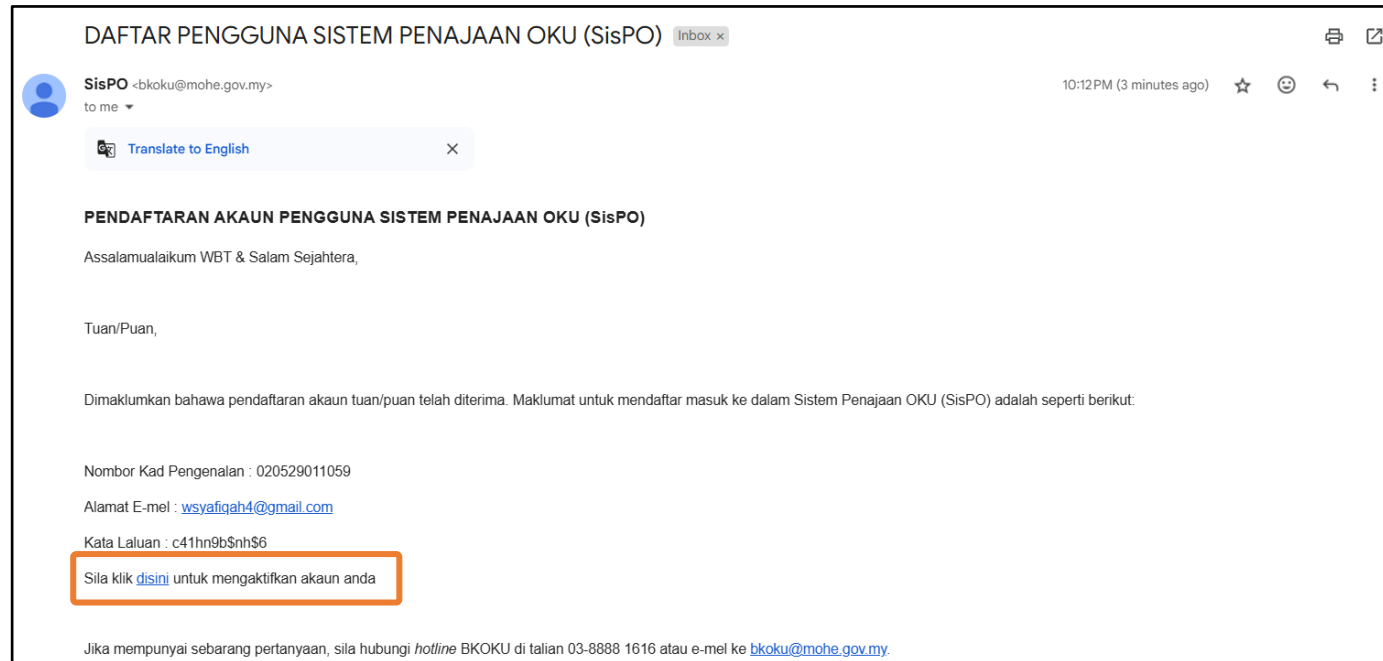 DAFTAR PENGGUNA SISTEM PENAJAAN OKU (SisPO) Inbox ×
SisPO <bkoku@mohe.gov.my> 10:12 PM (3 minutes ago)
to me
Translate to English
PENDAFTARAN AKAUN PENGGUNA SISTEM PENAJAAN OKU (SisPO)
Assalamualaikum WBT & Salam Sejahtera,
Tuan/Puan,
Dimaklumkan bahawa pendaftaran akaun tuan/puan telah diterima. Maklumat untuk mendaftar masuk ke dalam Sistem Penajaan OKU (SisPO) adalah seperti berikut:
Nombor Kad Pengenalan : 020529011059
Alamat E-mel : wsyafiqah4@gmail.com
Kata Laluan : c41hn9b$nh$6
Sila klik disini untuk mengaktifkan akaun anda
Jika mempunyai sebarang pertanyaan, sila hubungi hotline BKOKU di talian 03-8888 1616 atau e-mel ke bkoku@mohe.gov.my.